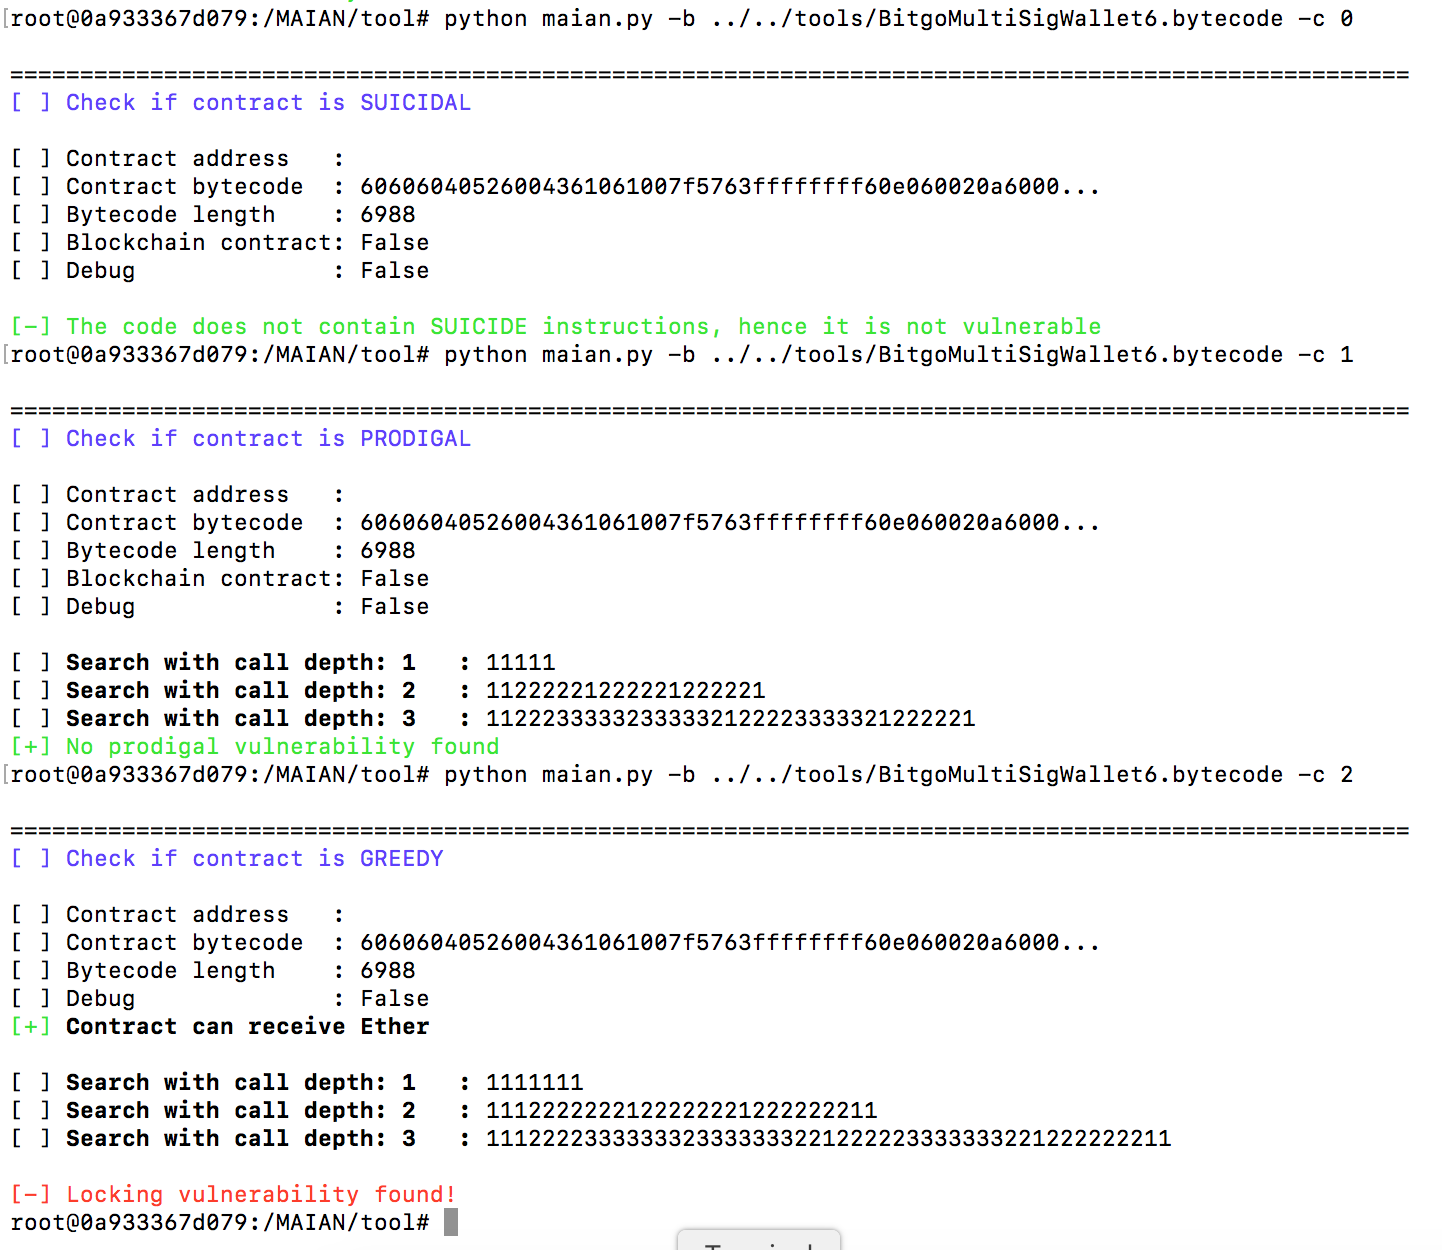 root@0a933367d079:/MAIAN/tool# python maian.py -b ../../tools/BitgoMultiSigWallet6.bytecode -c 0
====================================================================================================
[ ] Check if contract is SUICIDAL
[ ] Contract address   :
[ ] Contract bytecode  : 60606040526004361061007f5763ffffffff60e060020a6000...
[ ] Bytecode length    : 6988
[ ] Blockchain contract: False
[ ] Debug              : False
[-] The code does not contain SUICIDE instructions, hence it is not vulnerable
root@0a933367d079:/MAIAN/tool# python maian.py -b ../../tools/BitgoMultiSigWallet6.bytecode -c 1
====================================================================================================
[ ] Check if contract is PRODIGAL
[ ] Contract address   :
[ ] Contract bytecode  : 60606040526004361061007f5763ffffffff60e060020a6000...
[ ] Bytecode length    : 6988
[ ] Blockchain contract: False
[ ] Debug              : False
[ ] Search with call depth: 1   : 11111
[ ] Search with call depth: 2   : 11222221222221222221
[ ] Search with call depth: 3   : 11222333332333332122223333321222221
[+] No prodigal vulnerability found
root@0a933367d079:/MAIAN/tool# python maian.py -b ../../tools/BitgoMultiSigWallet6.bytecode -c 2
====================================================================================================
[ ] Check if contract is GREEDY
[ ] Contract address   :
[ ] Contract bytecode  : 60606040526004361061007f5763ffffffff60e060020a6000...
[ ] Bytecode length    : 6988
[ ] Debug              : False
[+] Contract can receive Ether
[ ] Search with call depth: 1   : 1111111
[ ] Search with call depth: 2   : 1112222222122222221222222211
[ ] Search with call depth: 3   : 1112222333333323333333221222223333333221222222211
[-] Locking vulnerability found!
root@0a933367d079:/MAIAN/tool#